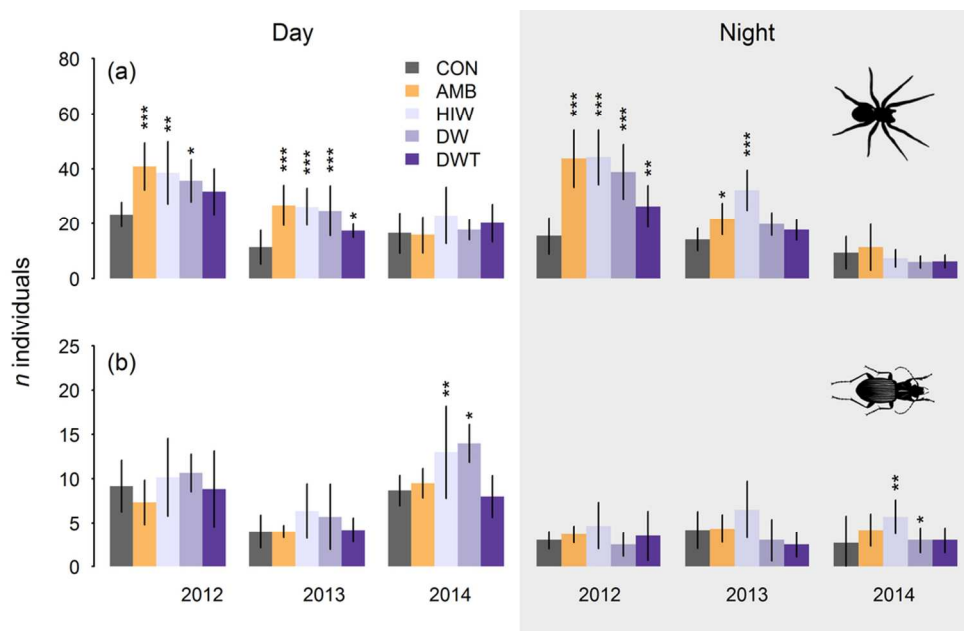 Day Night
(a)
CON
AMB
HIW
DW
DWT
80
60
40
20
0
*** ** *
*** *** *** *
*** *** *** **
* ***
n individuals
(b)
25
20
15
10
5
0
** *
** *
2012 2013 2014 2012 2013 2014